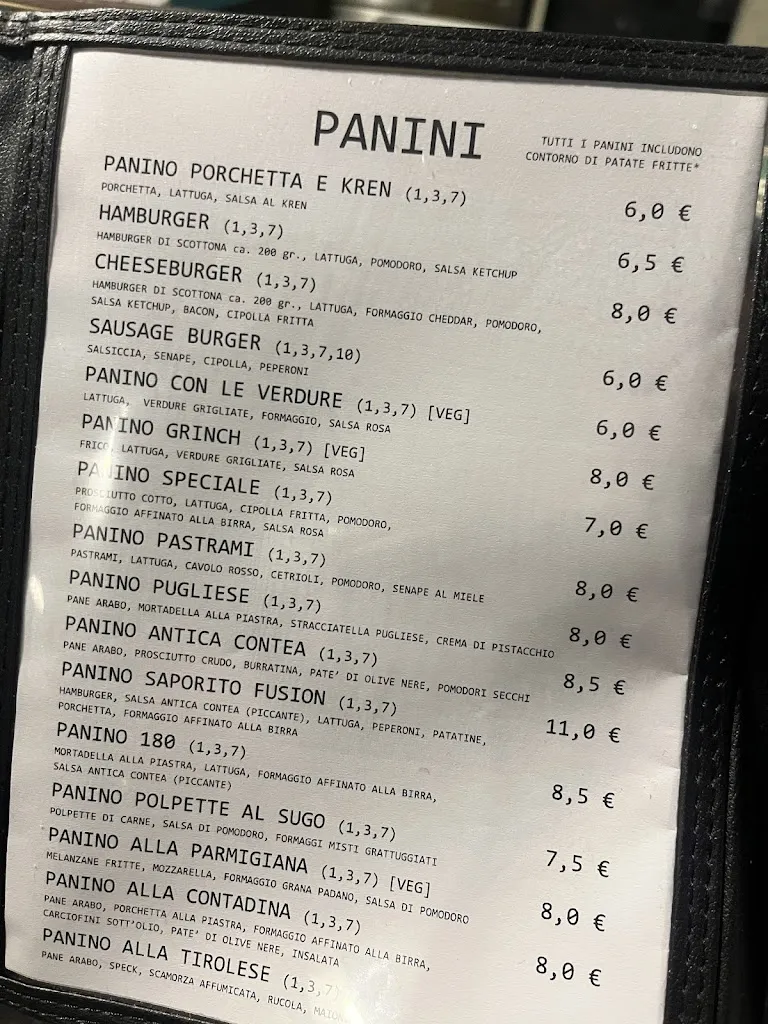 PANINI
TUTTI I PANINI INCLUDONO
CONTORNO DI PATATE FRITTE*
PANINO PORCHETTA E KREN (1,3,7) 6,0 €
PORCHETTA, LATTUGA, SALSA AL KREN
HAMBURGER (1,3,7) 6,5 €
HAMBURGER DI SCOTTONA ca. 200 gr., LATTUGA, POMODORO, SALSA KETCHUP
CHEESEBURGER (1,3,7) 8,0 €
HAMBURGER DI SCOTTONA ca. 200 gr., LATTUGA, FORMAGGIO CHEDDAR, POMODORO,
SALSA KETCHUP, BACON, CIPOLLA FRITTA
SAUSAGE BURGER (1,3,7,10) 6,0 €
SALSICCIA, SENAPE, CIPOLLA, PEPERONI
PANINO CON LE VERDURE (1,3,7) [VEG] 6,0 €
LATTUGA, VERDURE GRIGLIATE, FORMAGGIO, SALSA ROSA
PANINO GRINCH (1,3,7) [VEG] 8,0 €
FRICO, LATTUGA, VERDURE GRIGLIATE, SALSA ROSA
PANINO SPECIALE (1,3,7) 7,0 €
PROSCIUTTO COTTO, LATTUGA, CIPOLLA FRITTA, POMODORO,
FORMAGGIO AFFINATO ALLA BIRRA, SALSA ROSA
PANINO PASTRAMI (1,3,7) 8,0 €
PASTRAMI, LATTUGA, CAVOLO ROSSO, CETRIOLI, POMODORO, SENAPE AL MIELE
PANINO PUGLIESE (1,3,7) 8,0 €
PANE ARABO, MORTADELLA ALLA PIASTRA, STRACCIATELLA PUGLIESE, CREMA DI PISTACCHIO
PANINO ANTICA CONTEA (1,3,7) 8,5 €
PANE ARABO, PROSCIUTTO CRUDO, BURRATINA, PATE' DI OLIVE NERE, POMODORI SECCHI
PANINO SAPORITO FUSION (1,3,7) 11,0 €
HAMBURGER, SALSA ANTICA CONTEA (PICCANTE), LATTUGA, PEPERONI, PATATINE,
PORCHETTA, FORMAGGIO AFFINATO ALLA BIRRA
PANINO 180 (1,3,7) 8,5 €
MORTADELLA ALLA PIASTRA, LATTUGA, FORMAGGIO AFFINATO ALLA BIRRA,
SALSA ANTICA CONTEA (PICCANTE)
PANINO POLPETTE AL SUGO (1,3,7) 7,5 €
POLPETTE DI CARNE, SALSA DI POMODORO, FORMAGGI MISTI GRATTUGGIATI
PANINO ALLA PARMIGIANA (1,3,7) [VEG] 8,0 €
MELANZANE FRITTE, MOZZARELLA, FORMAGGIO GRANA PADANO, SALSA DI POMODORO
PANINO ALLA CONTADINA (1,3,7) 8,0 €
PANE ARABO, PORCHETTA ALLA PIASTRA, FORMAGGIO AFFINATO ALLA BIRRA,
CARCIOFINI SOTT'OLIO, PATE' DI OLIVE NERE, INSALATA
PANINO ALLA TIROLESE (1,3,7
PANE ARABO, SPECK, SCAMORZA AFFUMICATA, RUCOLA,